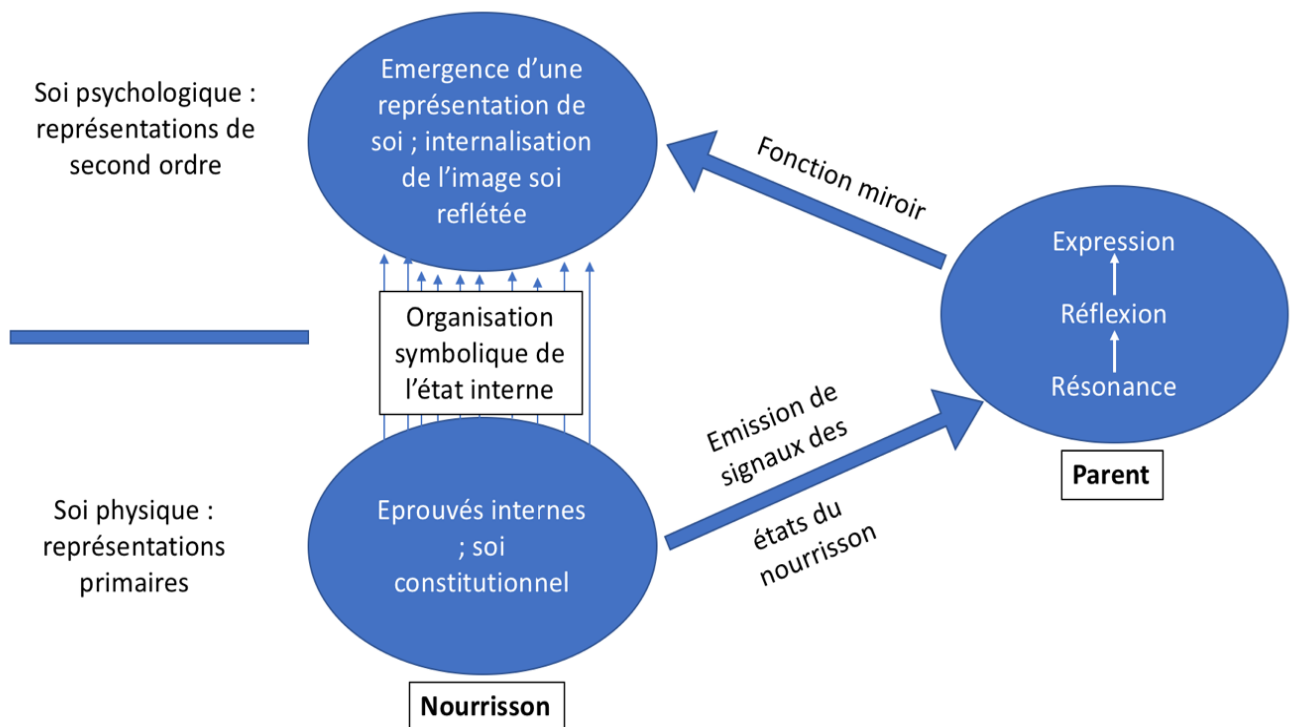 Soi psychologique :
représentations de
second ordre
Emergence d’une
représentation de
soi ; internalisation
de l’image soi
reflétée
Fonction miroir
Expression
Réflexion
Résonance
Parent
Organisation
symbolique de
l’état interne
Emission de
signaux des
états du
nourrisson
Soi physique :
représentations
primaires
Eprouvés internes
; soi
constitutionnel
Nourrisson